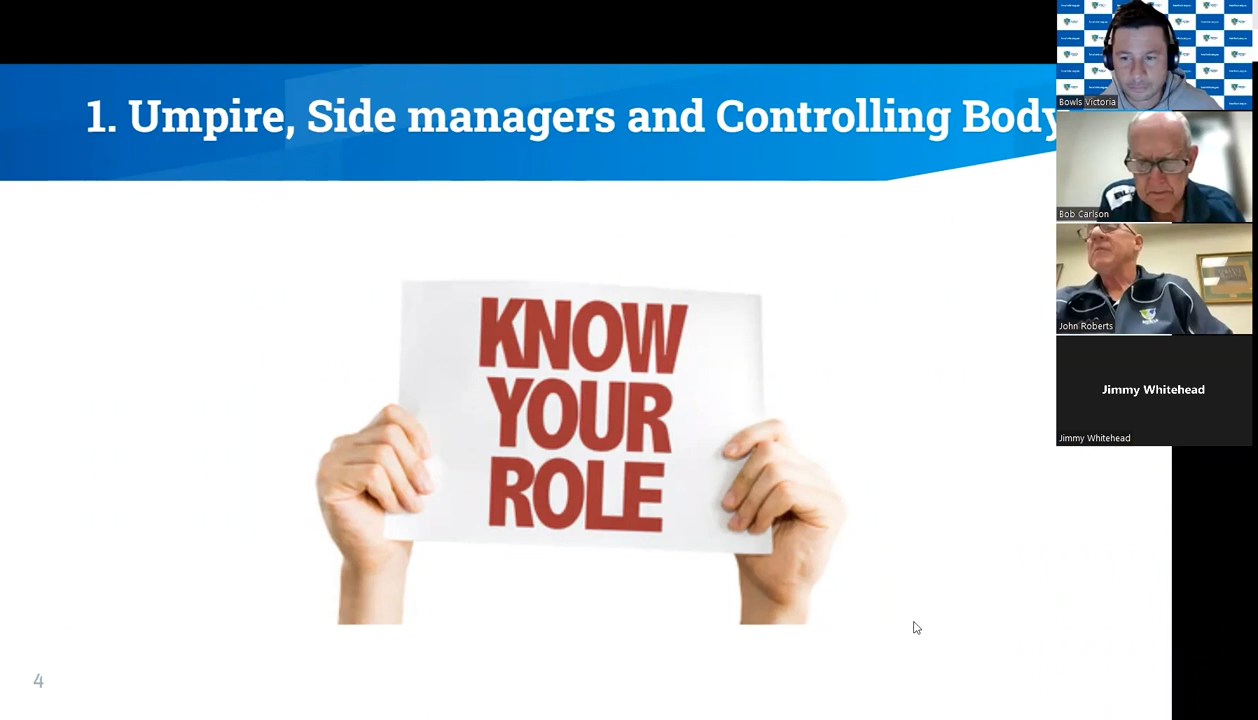 1. Umpire, Side managers and Controlling Body
KNOW
YOUR
ROLE
4
Bowls Victoria
Bob Carlson
John Roberts
Jimmy Whitehead
Jimmy Whitehead